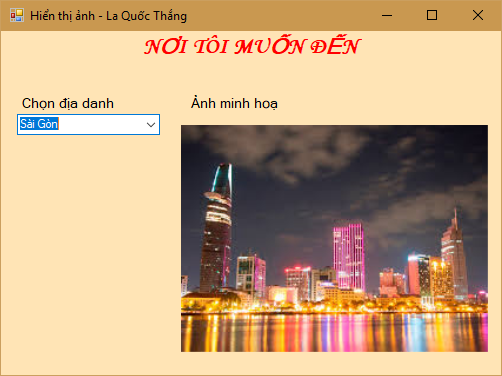 Hiển thị ảnh - La Quốc Thắng
NƠI TÔI MUỐN ĐẾN
Chọn địa danh
Ảnh minh hoạ
Sài Gòn